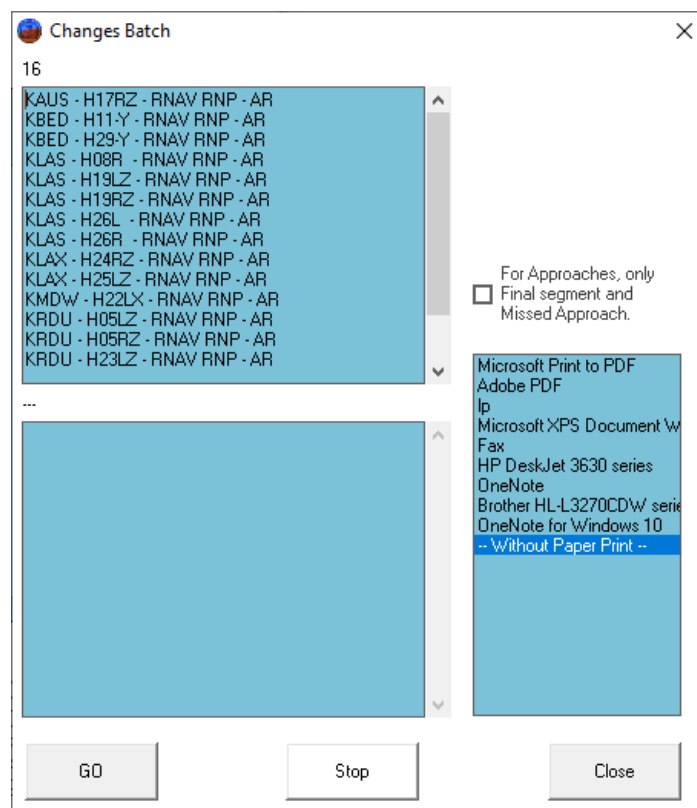 Changes Batch
16
KAUS - H17RZ - RNAV RNP - AR
KBED - H11-Y - RNAV RNP - AR
KBED - H29-Y - RNAV RNP - AR
KLAS - H08R  - RNAV RNP - AR
KLAS - H19LZ - RNAV RNP - AR
KLAS - H19RZ - RNAV RNP - AR
KLAS - H26L  - RNAV RNP - AR
KLAS - H26R  - RNAV RNP - AR
KLAX - H24RZ - RNAV RNP - AR
KLAX - H25LZ - RNAV RNP - AR
KMDW - H22LX - RNAV RNP - AR
KRDU - H05LZ - RNAV RNP - AR
KRDU - H05RZ - RNAV RNP - AR
KRDU - H23LZ - RNAV RNP - AR
---
For Approaches, only
Final segment and
Missed Approach.
Microsoft Print to PDF
Adobe PDF
lp
Microsoft XPS Document W
Fax
HP DeskJet 3630 series
OneNote
Brother HL-L3270CDW serie
OneNote for Windows 10
-- Without Paper Print --
GO
Stop
Close